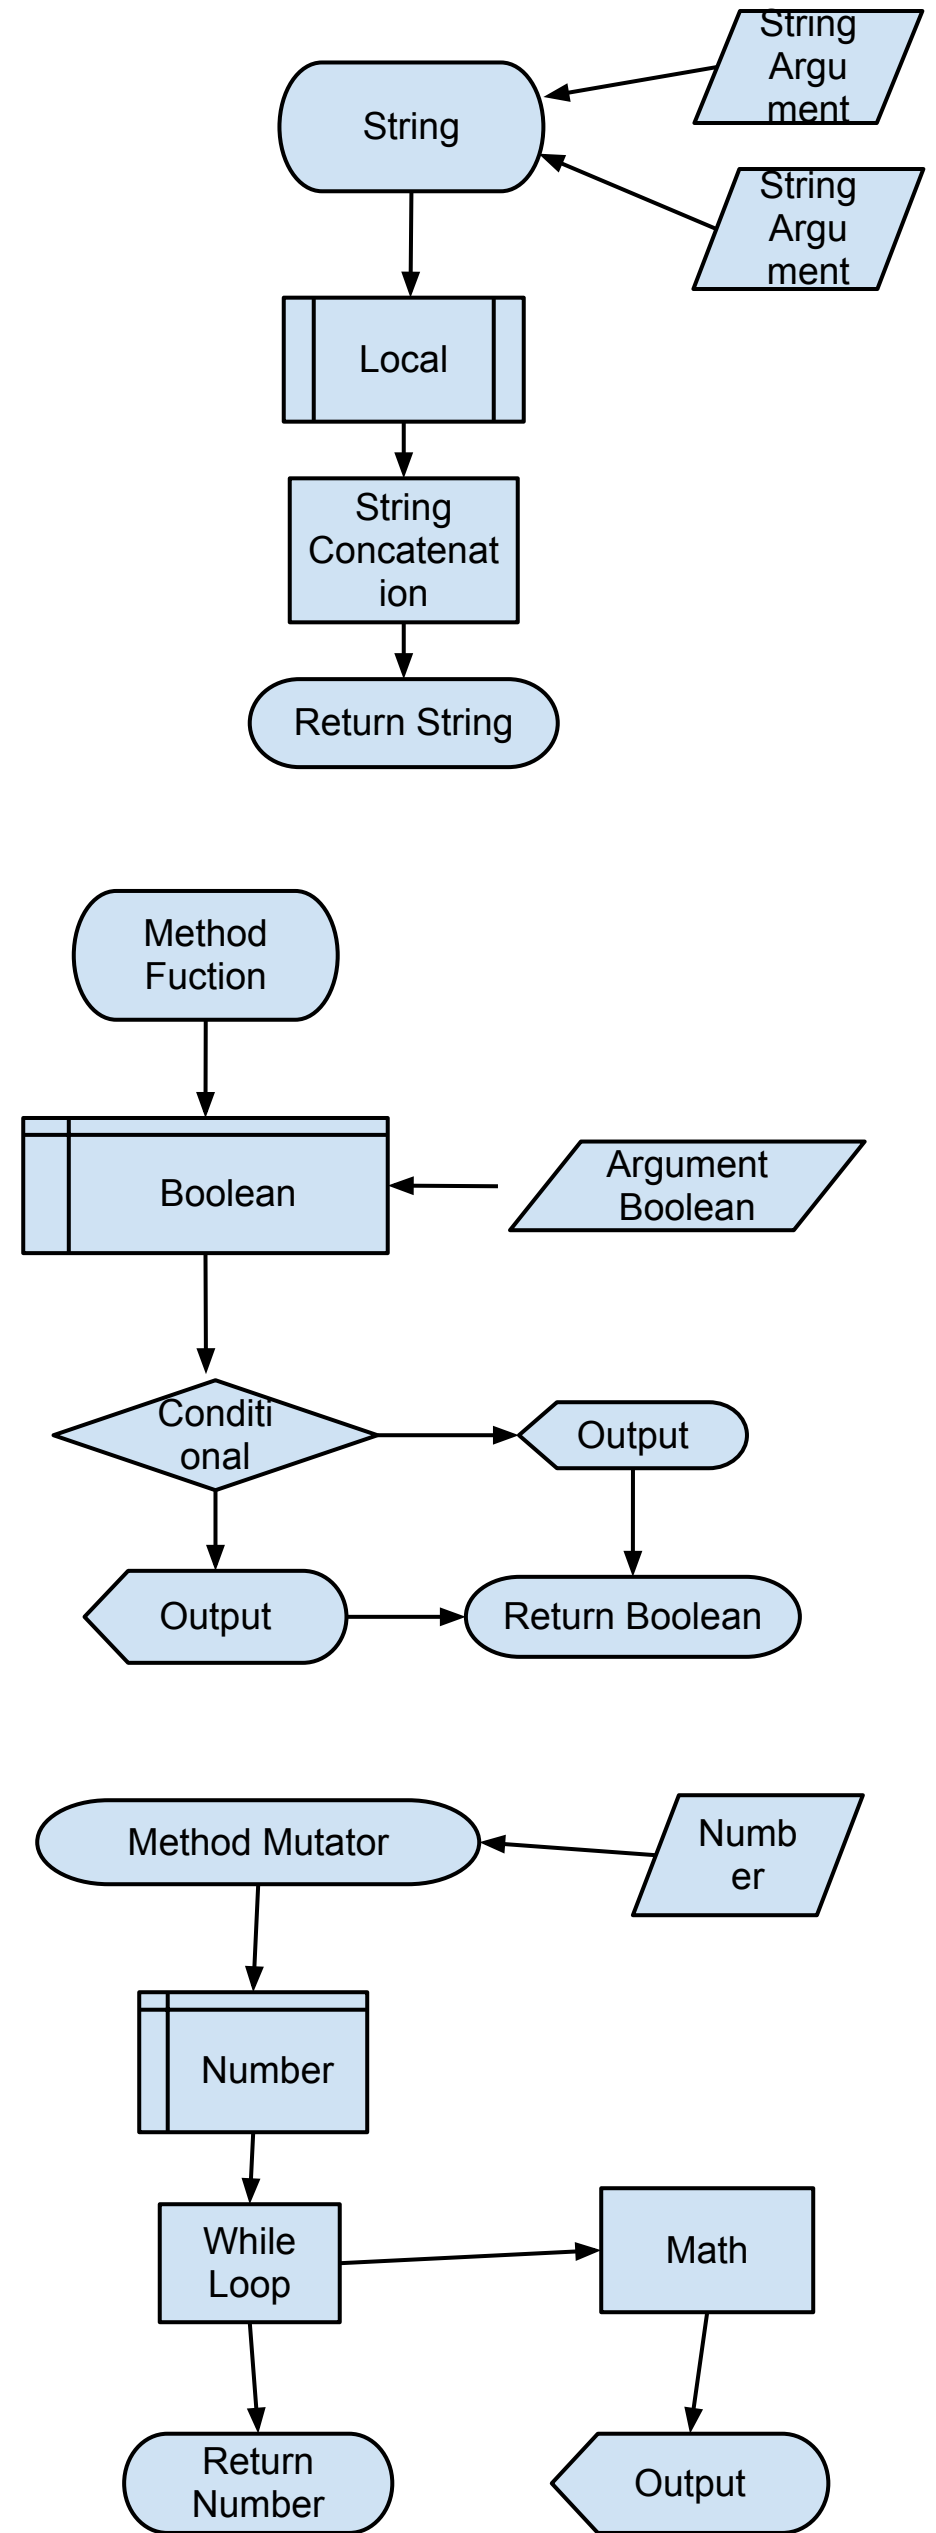 String
Argu
ment
String
String
Argu
ment
Local
String
Concatenat
ion
Return String
Method
Fuction
Argument
Boolean
Boolean
Conditi
onal
Output
Output
Return Boolean
Method Mutator
Numb
er
Number
While
Loop
Math
Return
Number
Output